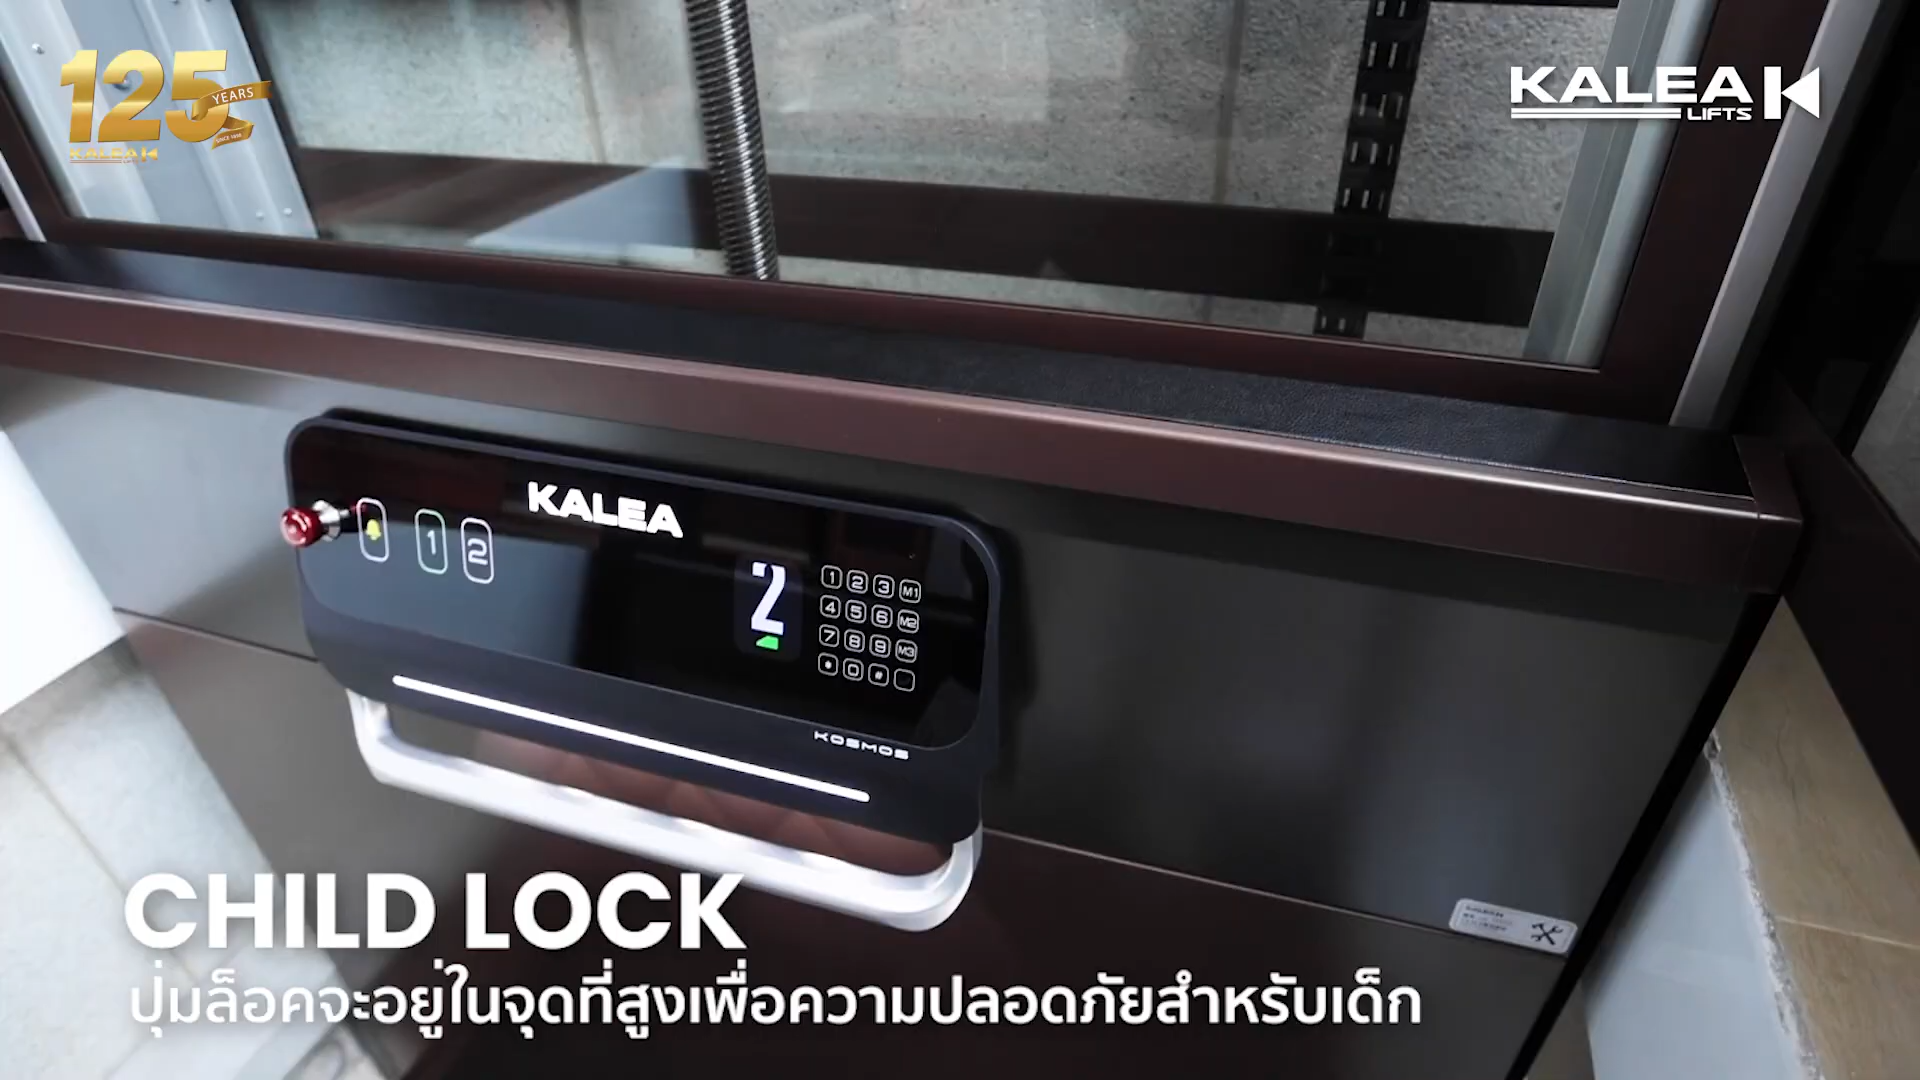 125
YEARS
SINCE 1898
KALEA
KALEA
LIFTS
KALEA
1
2
2
1 2 3 M1
4 5 6 M2
7 8 9 M3
* 0 #
KOSMOS
CHILD LOCK
ปุ่มล็อคจะอยู่ในจุดที่สูงเพื่อความปลอดภัยสำหรับเด็ก